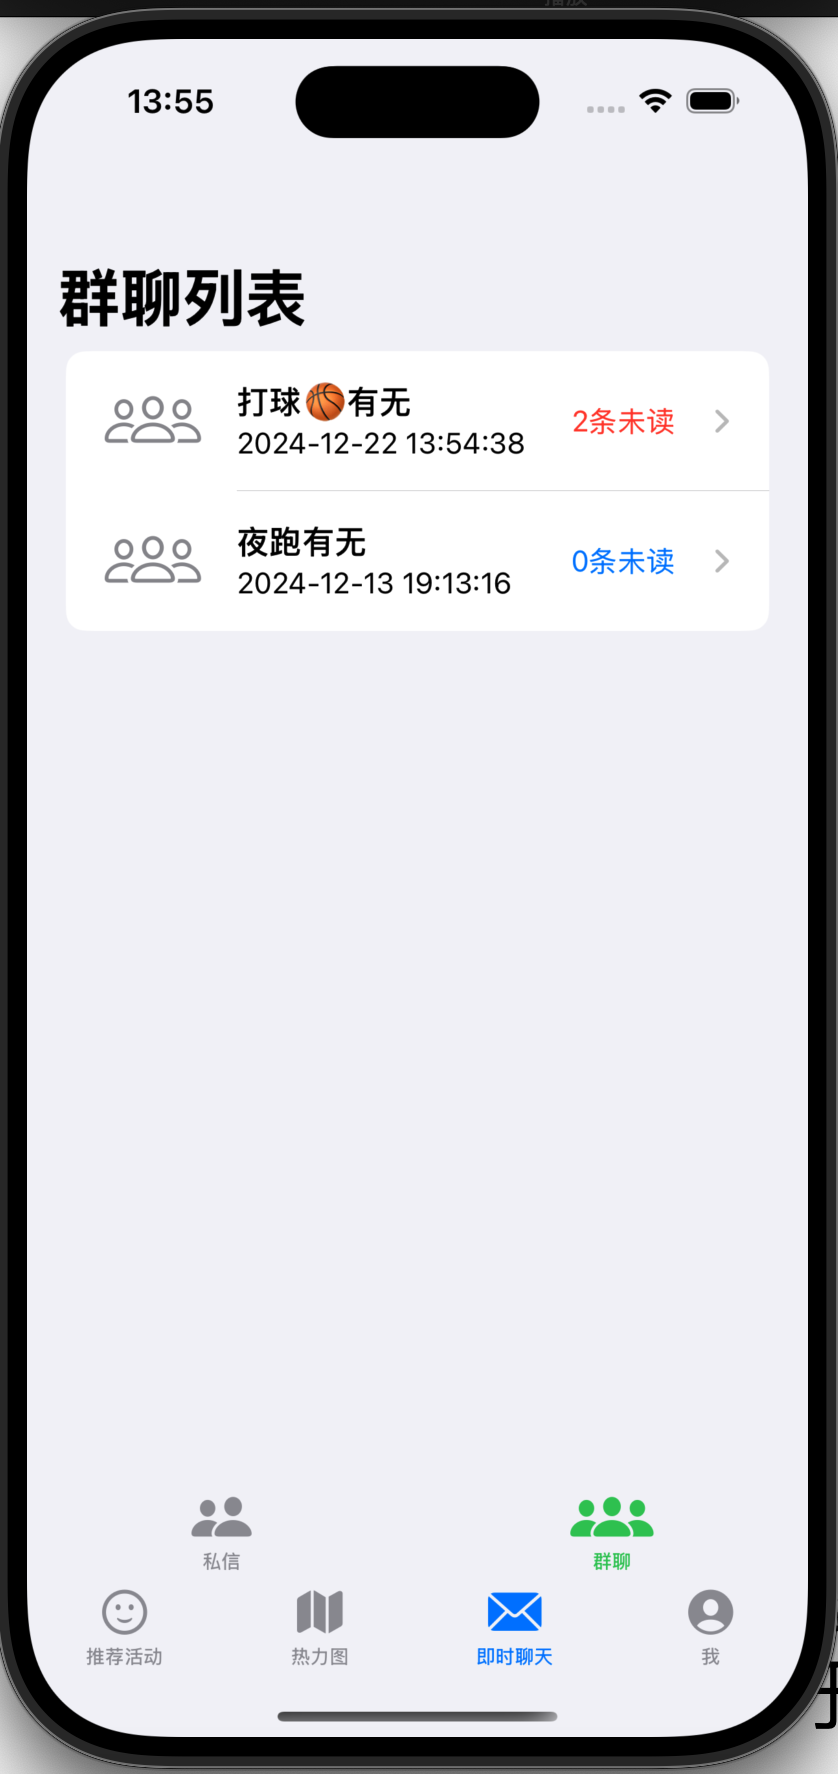 13:55
群聊列表
打球🏀有无
2024-12-22 13:54:38
2条未读
夜跑有无
2024-12-13 19:13:16
0条未读
私信
群聊
推荐活动
热力图
即时聊天
我